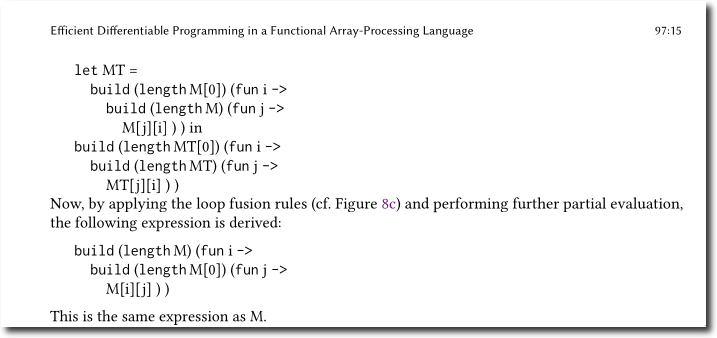 Efficient Differentiable Programming in a Functional Array-Processing Language 97:15
let MT =
build (length M[0]) (fun i ->
build (length M) (fun j ->
M[j][i] ) ) in
build (length MT[0]) (fun i ->
build (length MT) (fun j ->
MT[j][i] ) )
Now, by applying the loop fusion rules (cf. Figure 8c) and performing further partial evaluation,
the following expression is derived:
build (length M) (fun i ->
build (length M[0]) (fun j ->
M[i][j] ) )
This is the same expression as M.